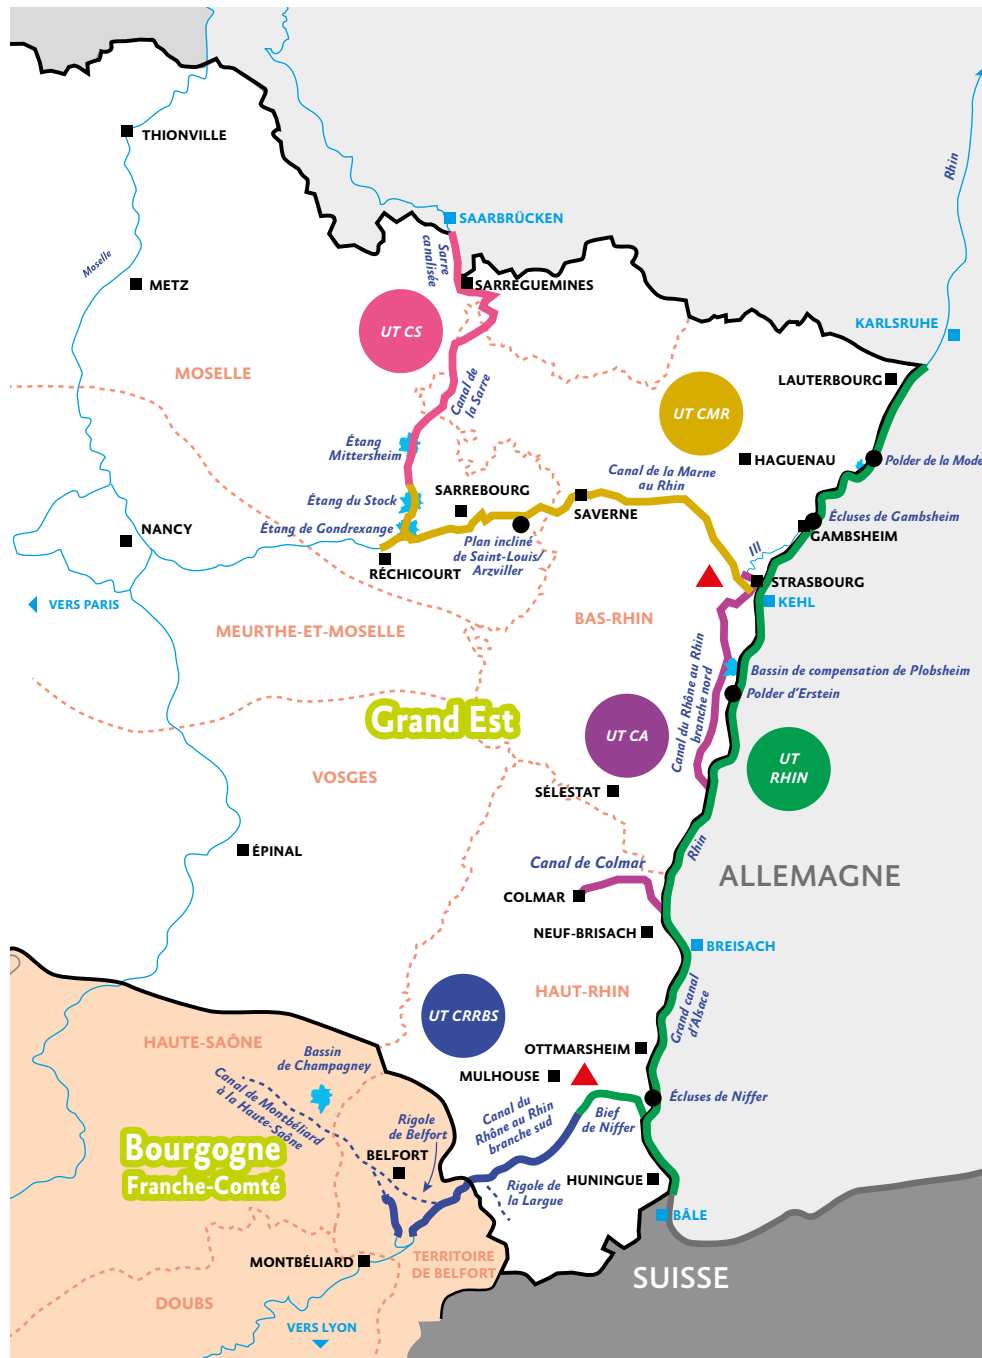 THIONVILLE
Rhin
SAARBRÜCKEN
Sarre
canalisée
Moselle
METZ
SARREGUEMINES
UT CS
KARLSRUHE
MOSELLE
LAUTERBOURG
Canal de
la Sarre
UT CMR
Étang
Mittersheim
HAGUENAU
Polder de la Mode
Canal de la Marne
au Rhin
SARREBOURG
Étang du Stock
SAVERNE
Étang de Gondrexange
NANCY
Écluses de Gambsheim
GAMBSHEIM
Plan incliné
de Saint-Louis/
Arzviller
Ill
RÉCHICOURT
STRASBOURG
VERS PARIS
KEHL
MEURTHE-ET-MOSELLE
BAS-RHIN
Canal du Rhône au Rhin
branche nord
Bassin de compensation de Plobsheim
Polder d’Erstein
Grand Est
UT CA
UT
RHIN
VOSGES
SÉLESTAT
ÉPINAL
Rhin
Canal de Colmar
ALLEMAGNE
COLMAR
NEUF-BRISACH
BREISACH
HAUT-RHIN
Grand canal
d’Alsace
UT CRRBS
HAUTE-SAÔNE
Bassin
de Champagney
OTTMARSHEIM
MULHOUSE
Canal de Montbéliard
à la Haute-Saône
Écluses de Niffer
Canal du
Rhône au Rhin
branche sud
Bief
de Niffer
Rigole
de Belfort
Bourgogne
Franche-Comté
BELFORT
Rigole de
la Largue
HUNINGUE
BÂLE
MONTBÉLIARD
TERRITOIRE
DE BELFORT
SUISSE
DOUBS
VERS LYON